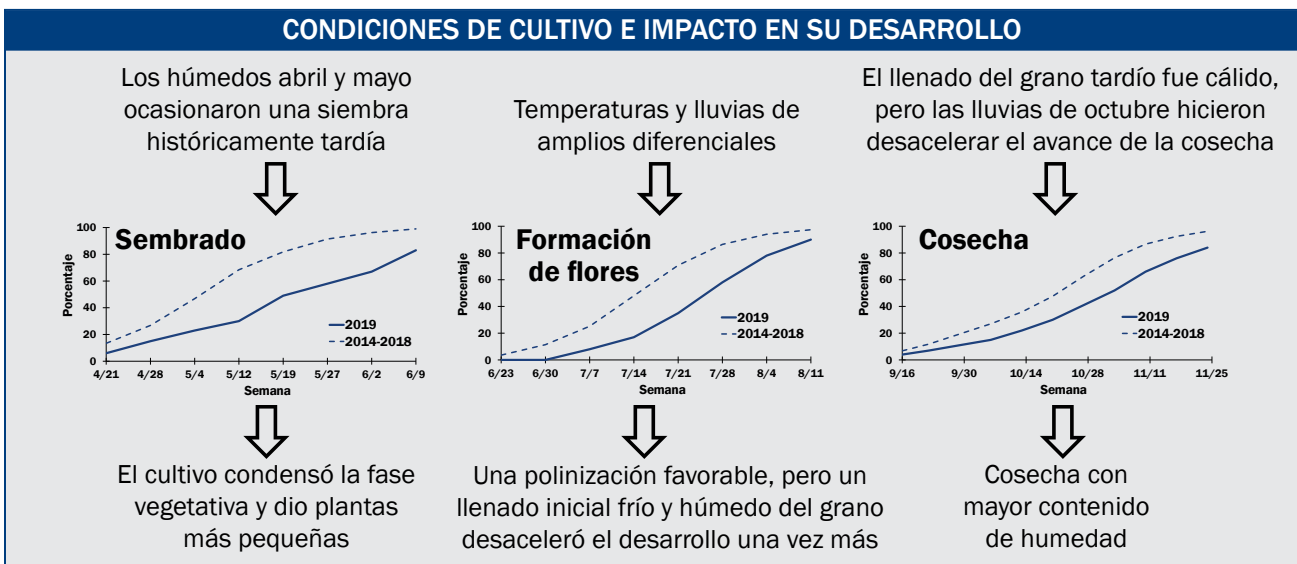 CONDICIONES DE CULTIVO E IMPACTO EN SU DESARROLLO
Los húmedos abril y mayo
ocasionaron una siembra
históricamente tardía
Sembrado
Porcentaje
100
80
60
40
20
0
2019
2014-2018
4/21 4/28 5/4 5/12 5/19 5/27 6/2 6/9
Semana
El cultivo condensó la fase
vegetativa y dio plantas
más pequeñas
Temperaturas y lluvias de
amplios diferenciales
Formación
de flores
Porcentaje
100
80
60
40
20
0
2019
2014-2018
6/23 6/30 7/7 7/14 7/21 7/28 8/4 8/11
Semana
Una polinización favorable, pero un
llenado inicial frío y húmedo del grano
desaceleró el desarrollo una vez más
El llenado del grano tardío fue cálido,
pero las lluvias de octubre hicieron
desacelerar el avance de la cosecha
Cosecha
Porcentaje
100
80
60
40
20
0
2019
2014-2018
9/16 9/30 10/14 10/28 11/11 11/25
Semana
Cosecha con
mayor contenido
de humedad